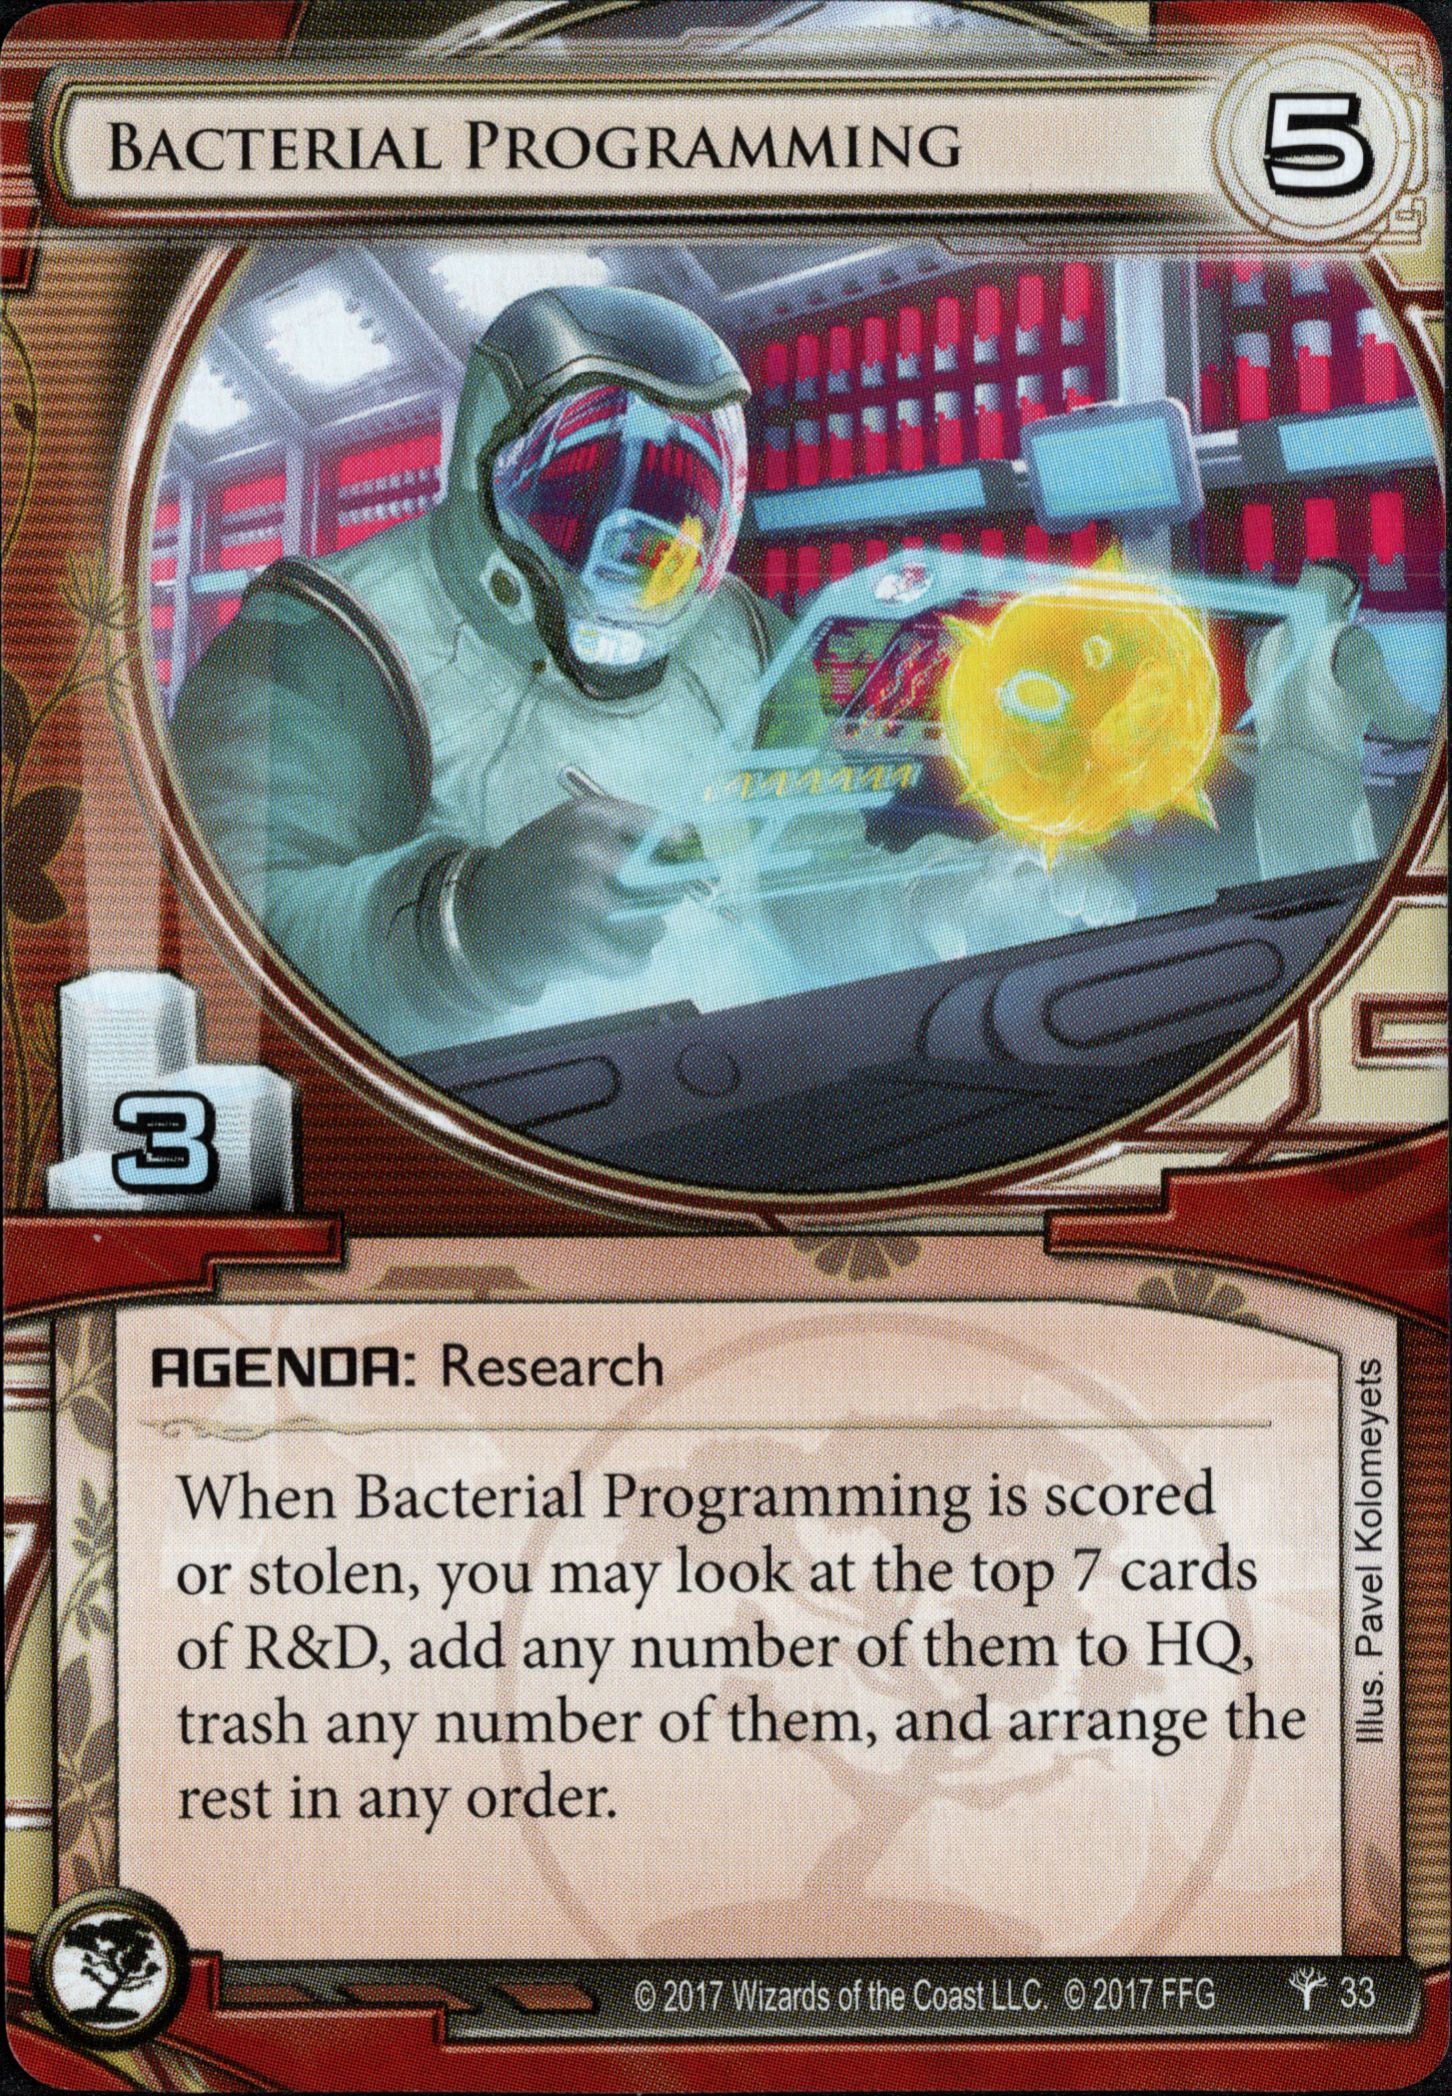 BACTERIAL PROGRAMMING
5
3
AGENDA: Research
When Bacterial Programming is scored
or stolen, you may look at the top 7 cards
of R&D, add any number of them to HQ,
trash any number of them, and arrange the
rest in any order.
Illus. Pavel Kolomeyets
© 2017 Wizards of the Coast LLC. © 2017 FFG
33